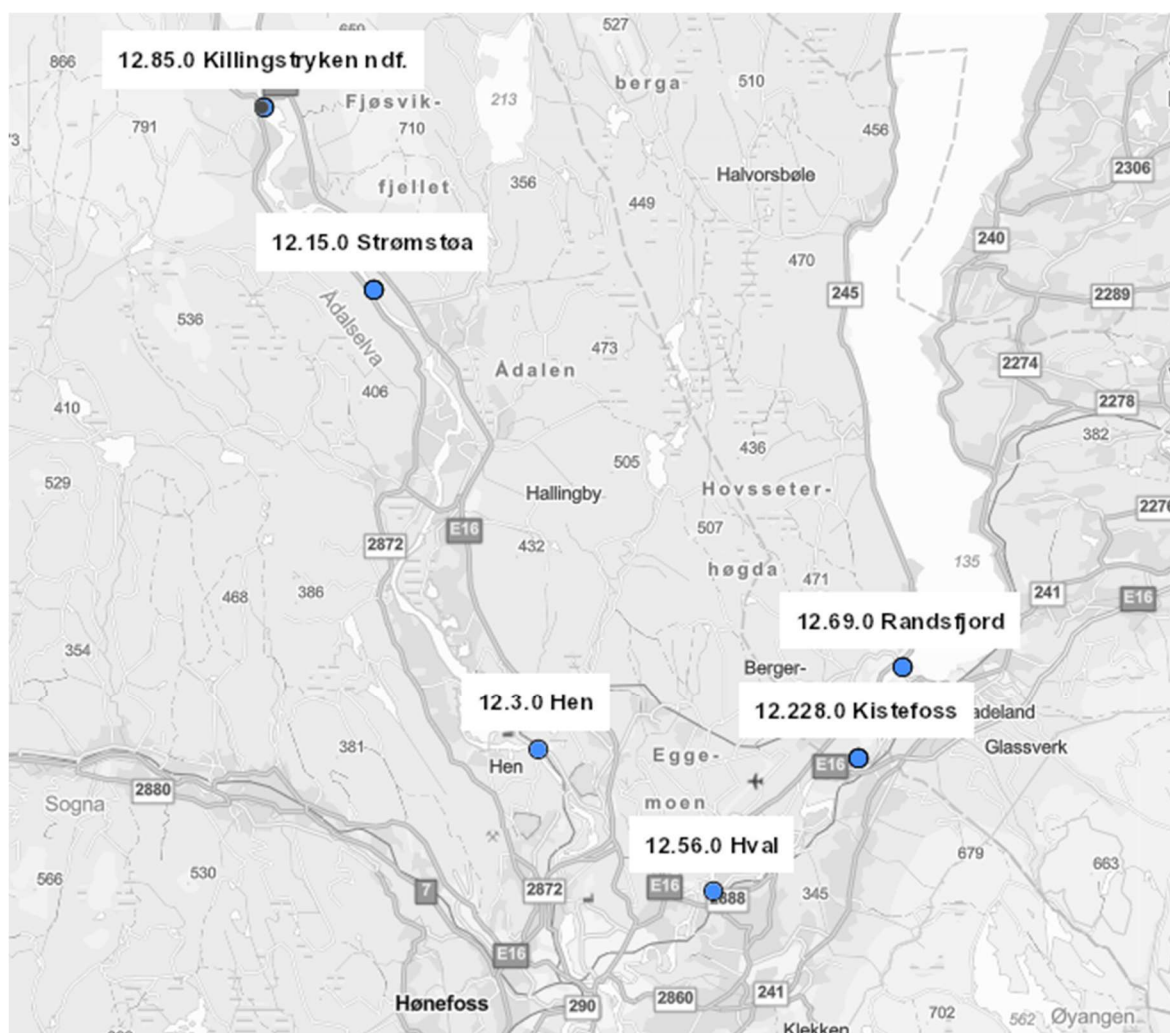 866
659
527
12.85.0 Killingstryken ndf.
berga
510
Fjøsvik-
213
791
710
456
2306
Halvorsbøle
fjellet
356
449
12.15.0 Strømstøa
240
470
245
2289
Ådalselva
536
473
2274
Ådalen
406
410
2278
382
436
505
529
Hallingby
Hovsseter-
E16
507
2872
432
135
høgda
471
386
468
241
E16
12.69.0 Randsfjord
354
Berger-
12.3.0 Hen
12.228.0 Kistefoss
adeland
381
Glassverk
Hen
Egge-
E16
2880
Sogna
moen
12.56.0 Hval
679
663
566
530
7
2872
E16
345
E16
Hønefoss
290
2860
241
702
562
Øyangen
Klekken